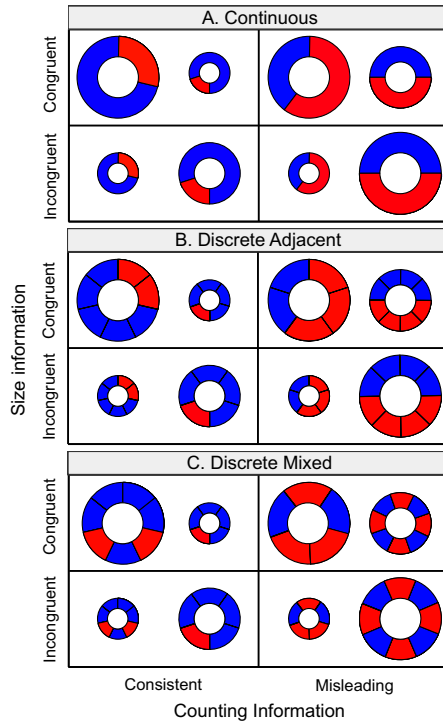 A. Continuous
Congruent
Incongruent
B. Discrete Adjacent
Congruent
Incongruent
Size information
C. Discrete Mixed
Congruent
Incongruent
Consistent
Misleading
Counting Information